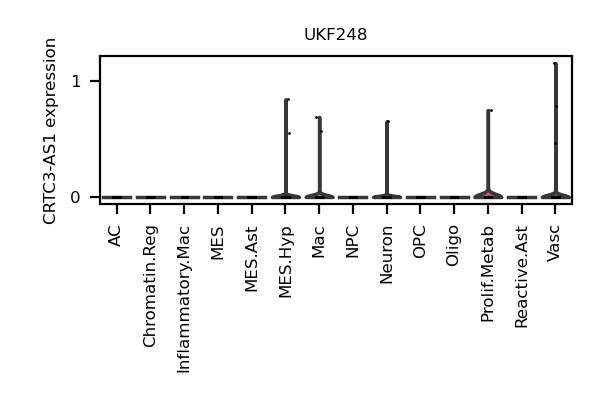 UKF248
CRTC3-AS1 expression
1
0
AC
Chromatin.Reg
Inflammatory.Mac
MES
MES.Ast
MES.Hyp
Mac
NPC
Neuron
OPC
Oligo
Prolif.Metab
Reactive.Ast
Vasc